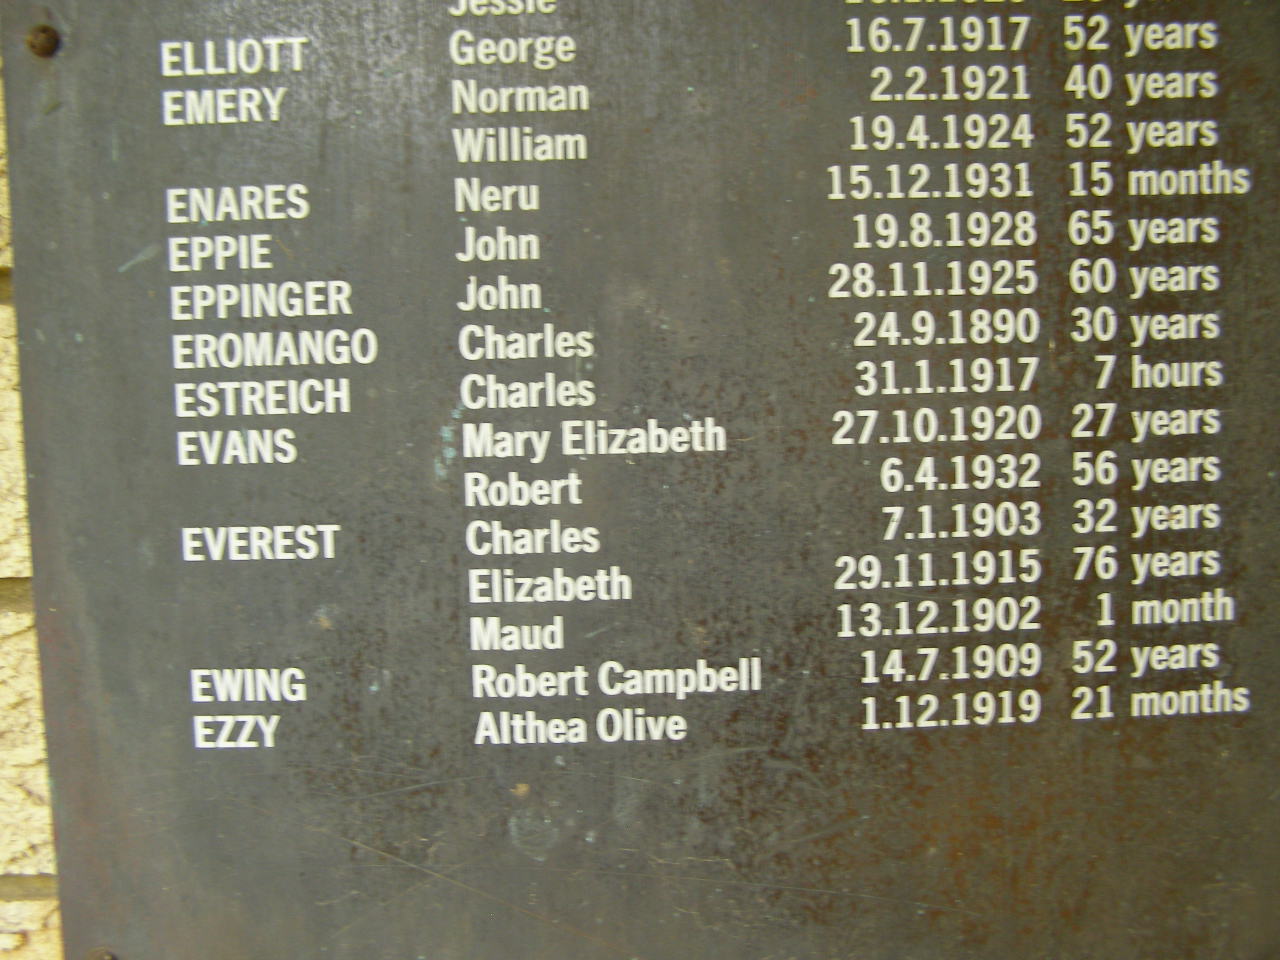 Jessie
ELLIOTT George 16.7.1917 52 years
EMERY Norman 2.2.1921 40 years
William 19.4.1924 52 years
ENARES Neru 15.12.1931 15 months
EPPIE John 19.8.1928 65 years
EPPINGER John 28.11.1925 60 years
EROMANGO Charles 24.9.1890 30 years
ESTREICH Charles 31.1.1917 7 hours
EVANS Mary Elizabeth 27.10.1920 27 years
Robert 6.4.1932 56 years
EVEREST Charles 7.1.1903 32 years
Elizabeth 29.11.1915 76 years
Maud 13.12.1902 1 month
EWING Robert Campbell 14.7.1909 52 years
EZZY Althea Olive 1.12.1919 21 months